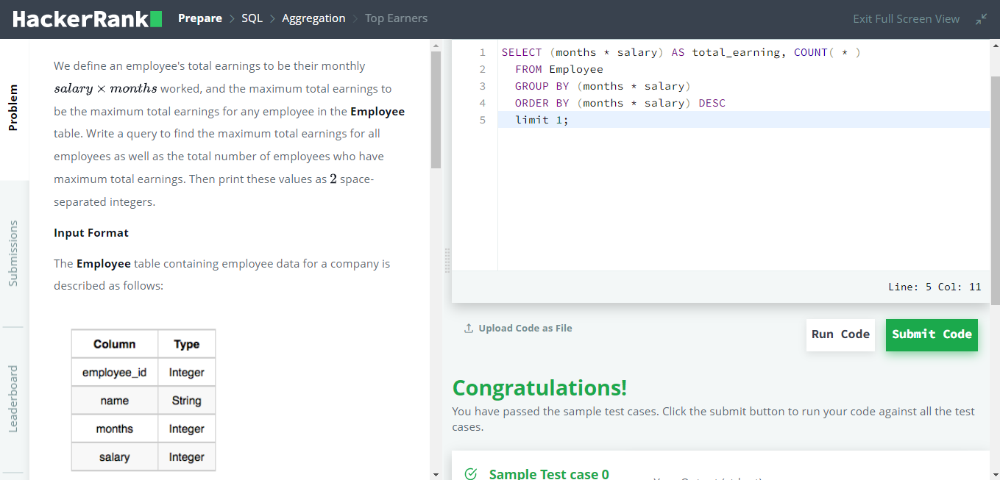 HackerRank
Prepare > SQL > Aggregation > Top Earners
Exit Full Screen View
Problem
Submissions
Leaderboard
We define an employee's total earnings to be their monthly
salary × months worked, and the maximum total earnings to
be the maximum total earnings for any employee in the Employee
table. Write a query to find the maximum total earnings for all
employees as well as the total number of employees who have
maximum total earnings. Then print these values as 2 space-
separated integers.
Input Format
The Employee table containing employee data for a company is
described as follows:
Column Type
employee_id Integer
name String
months Integer
salary Integer
1 SELECT (months * salary) AS total_earning, COUNT( * )
2 FROM Employee
3 GROUP BY (months * salary)
4 ORDER BY (months * salary) DESC
5 limit 1;
Line: 5 Col: 11
Upload Code as File
Run Code
Submit Code
Congratulations!
You have passed the sample test cases. Click the submit button to run your code against all the test
cases.
Sample Test case 0